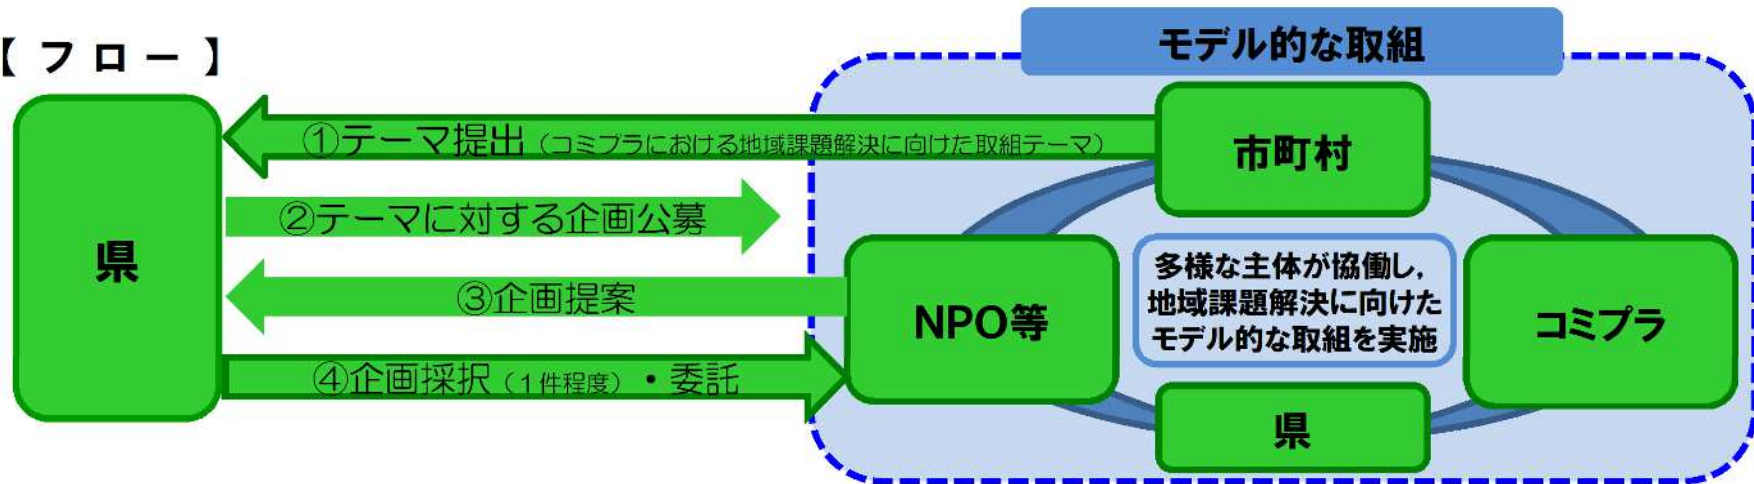 【 フ ロ ー 】
モデル的な取組
県
①テーマ提出（コミプラにおける地域課題解決に向けた取組テーマ）
②テーマに対する企画公募
③企画提案
④企画採択（１件程度）・委託
市町村
NPO等
多様な主体が協働し，
地域課題解決に向けた
モデル的な取組を実施
コミプラ
県